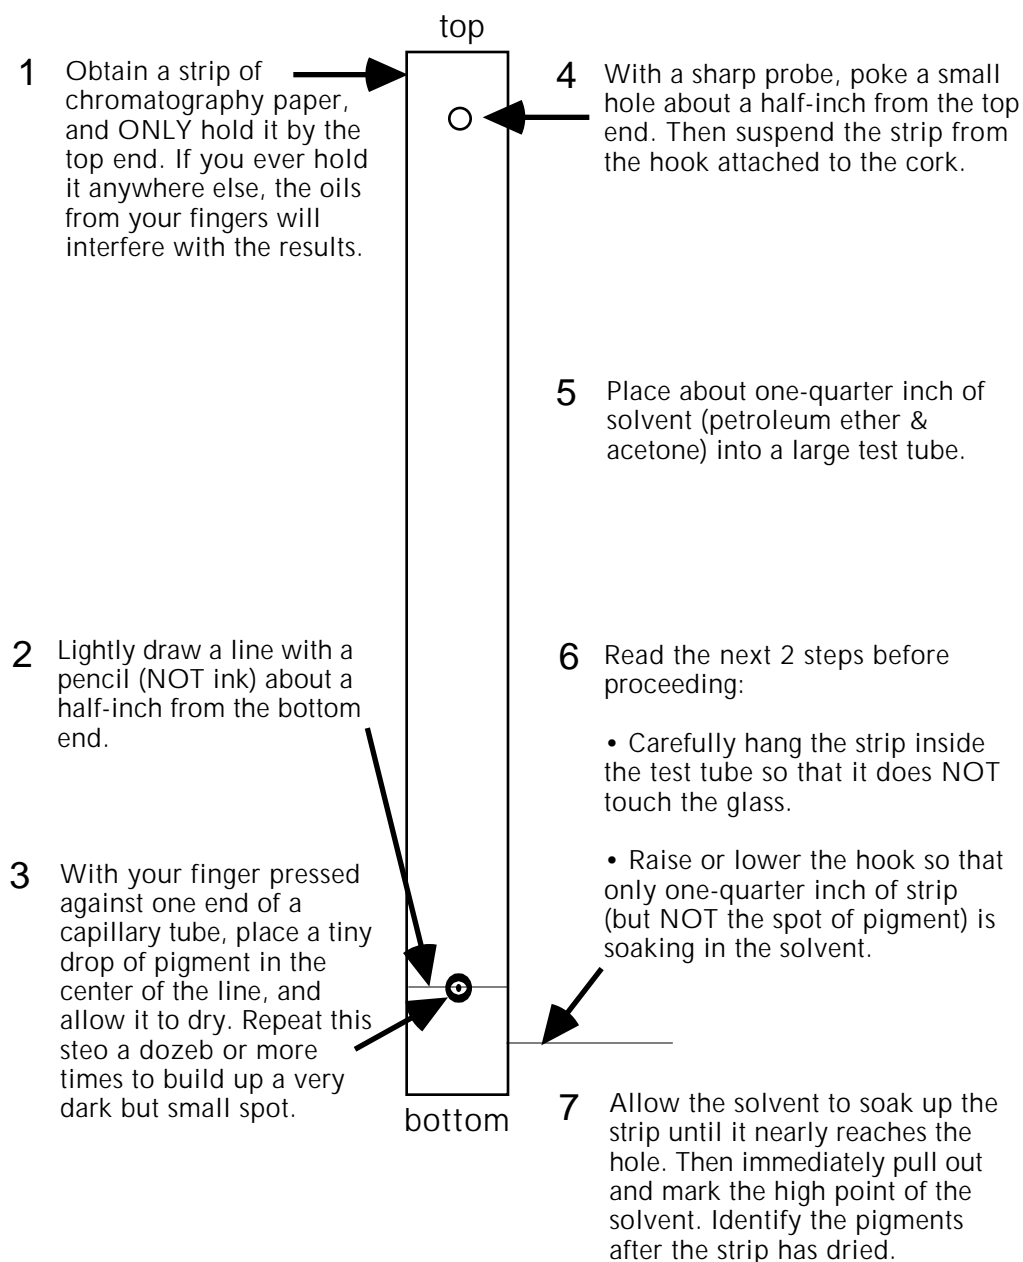 top
1 Obtain a strip of
chromatography paper,
and ONLY hold it by the
top end. If you ever hold
it anywhere else, the oils
from your fingers will
interfere with the results.
2 Lightly draw a line with a
pencil (NOT ink) about a
half-inch from the bottom
end.
3 With your finger pressed
against one end of a
capillary tube, place a tiny
drop of pigment in the
center of the line, and
allow it to dry. Repeat this
steo a dozeb or more
times to build up a very
dark but small spot.
4 With a sharp probe, poke a small
hole about a half-inch from the top
end. Then suspend the strip from
the hook attached to the cork.
5 Place about one-quarter inch of
solvent (petroleum ether &
acetone) into a large test tube.
6 Read the next 2 steps before
proceeding:
• Carefully hang the strip inside
the test tube so that it does NOT
touch the glass.
• Raise or lower the hook so that
only one-quarter inch of strip
(but NOT the spot of pigment) is
soaking in the solvent.
7 Allow the solvent to soak up the
strip until it nearly reaches the
hole. Then immediately pull out
and mark the high point of the
solvent. Identify the pigments
after the strip has dried.
bottom